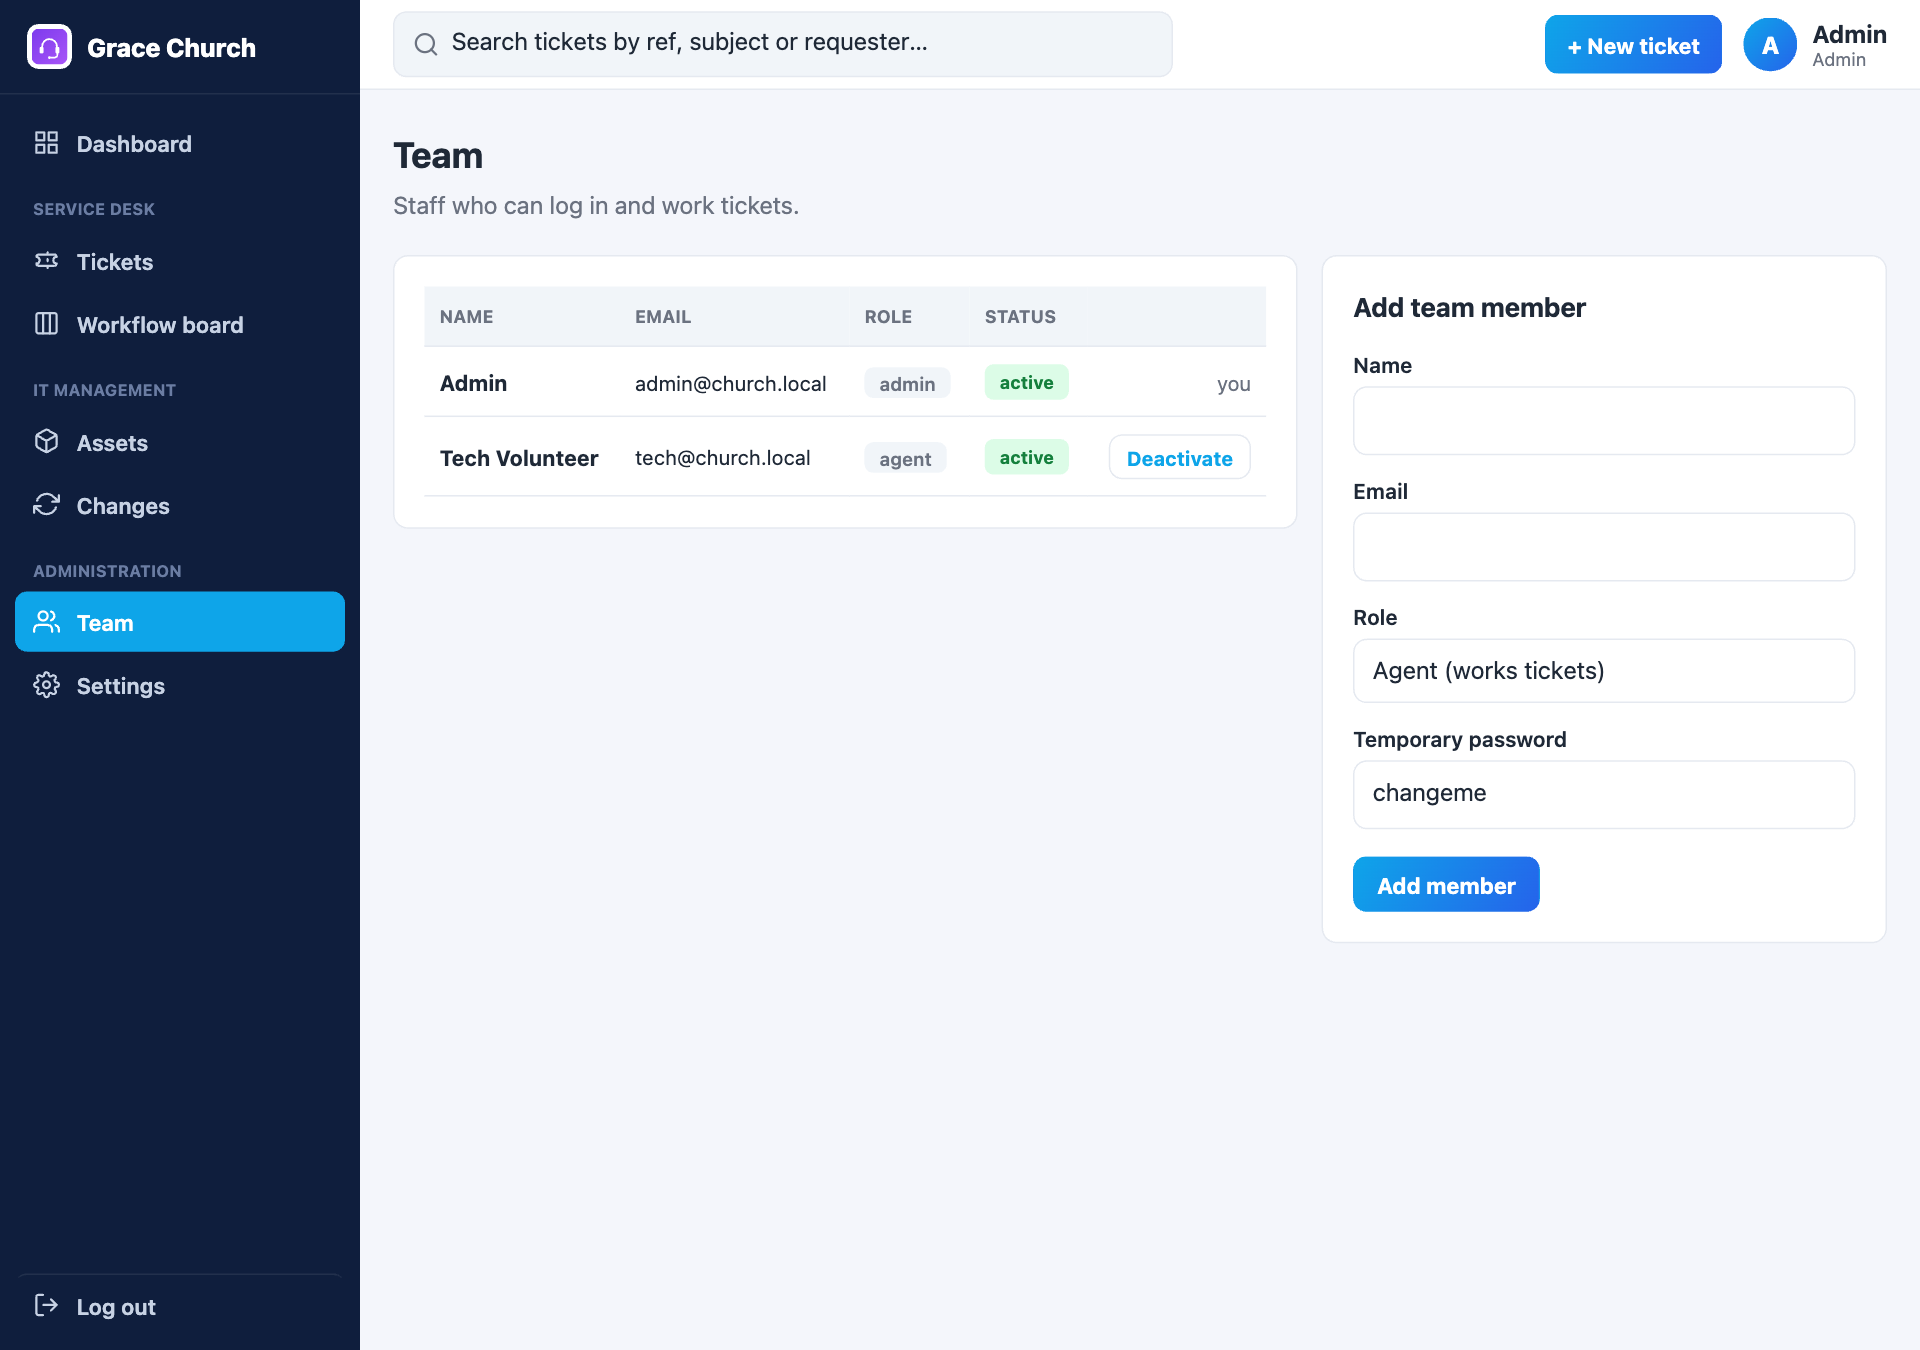 Grace Church
Search tickets by ref, subject or requester...
+ New ticket
A
Admin
Admin
Dashboard
SERVICE DESK
Tickets
Workflow board
IT MANAGEMENT
Assets
Changes
ADMINISTRATION
Team
Settings
Log out
Team
Staff who can log in and work tickets.
NAME EMAIL ROLE STATUS
Admin admin@church.local admin active you
Tech Volunteer tech@church.local agent active Deactivate
Add team member
Name
Email
Role
Agent (works tickets)
Temporary password
changeme
Add member